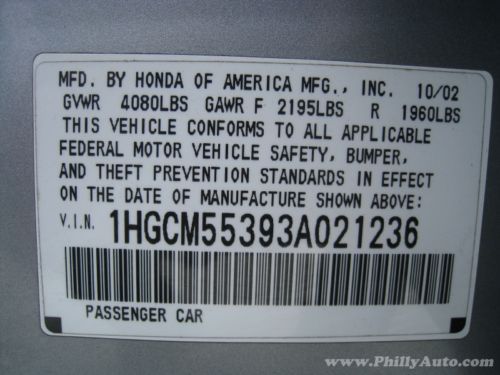 MFD. BY HONDA OF AMERICA MFG., INC. 10/02
GVWR 4080LBS GAWR F 2195LBS R 1960LBS
THIS VEHICLE CONFORMS TO ALL APPLICABLE
FEDERAL MOTOR VEHICLE SAFETY, BUMPER,
AND THEFT PREVENTION STANDARDS IN EFFECT
ON THE DATE OF MANUFACTURE SHOWN ABOVE:
V.I.N. 1HGCM55393A021236
PASSENGER CAR
www.PhillyAuto.com